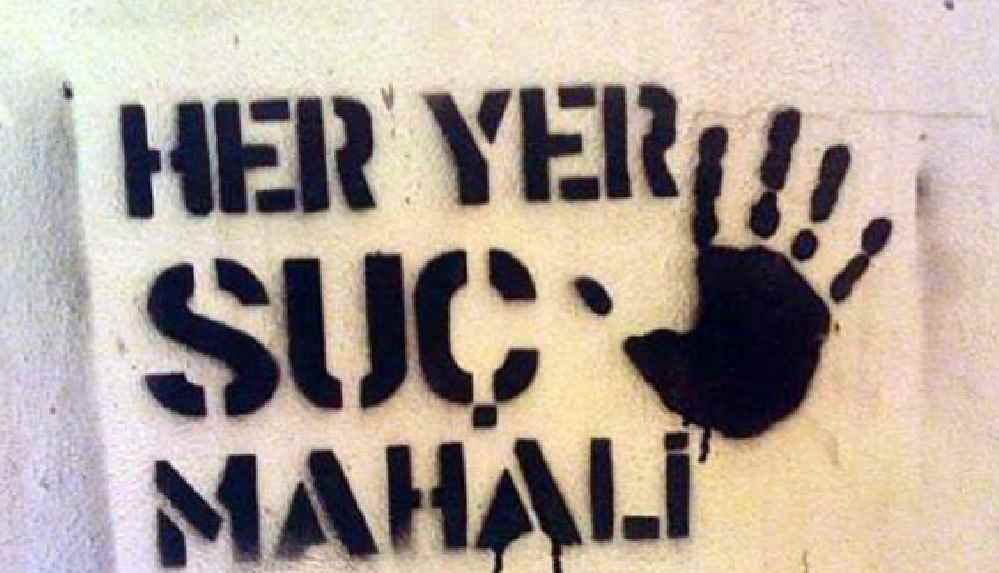 HER YER
SUÇ
MAHALİ